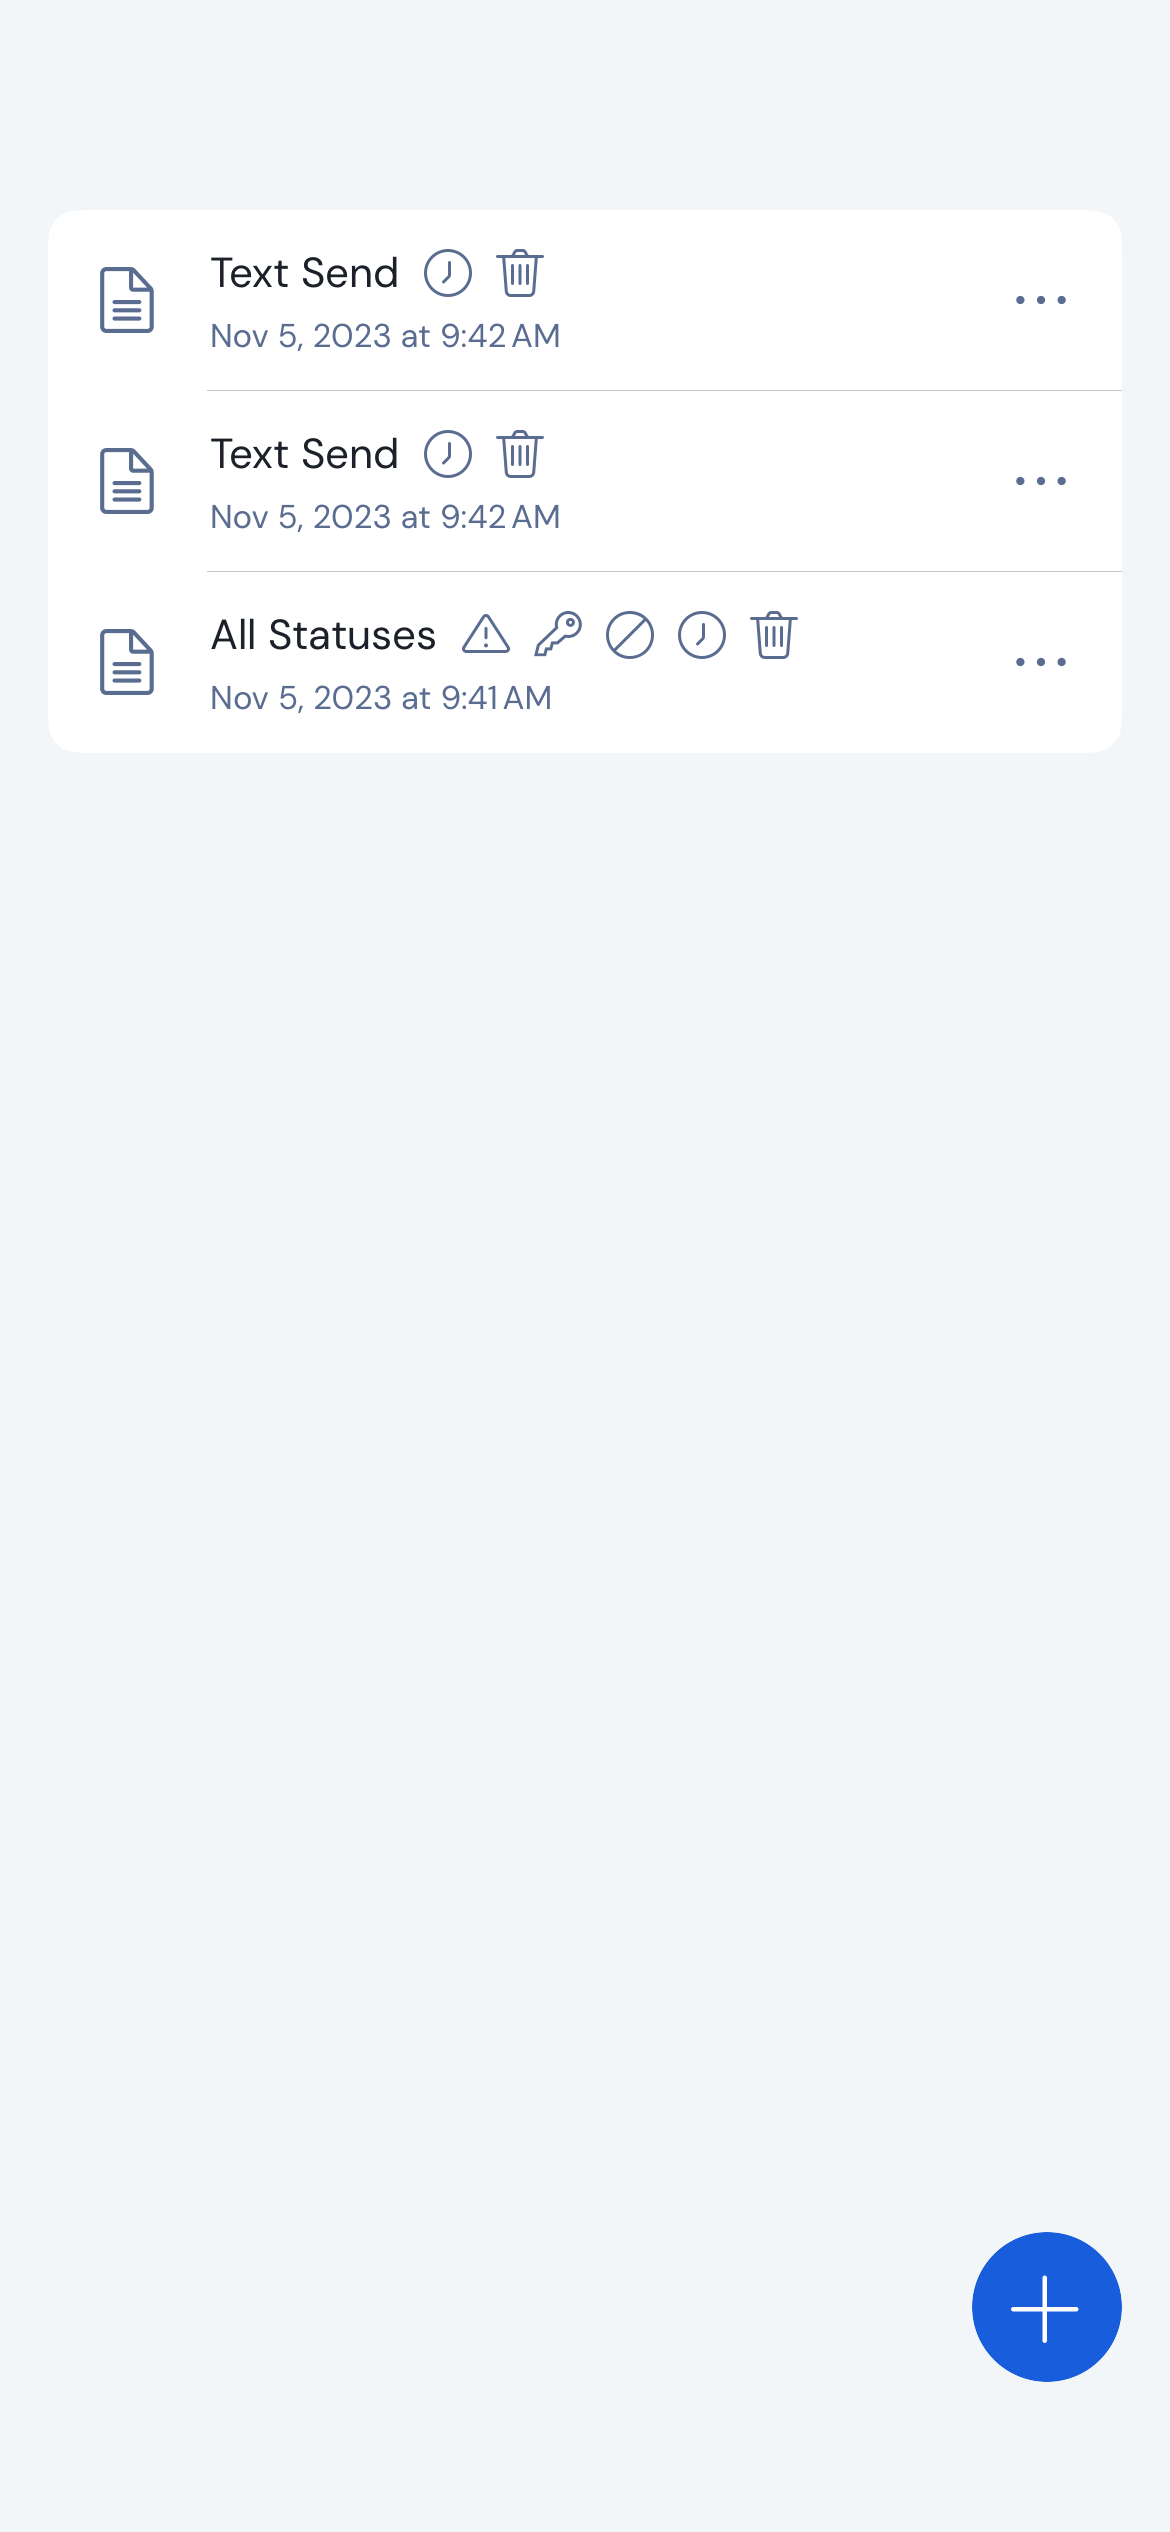 Text Send
Nov 5, 2023 at 9:42 AM
Text Send
Nov 5, 2023 at 9:42 AM
All Statuses
Nov 5, 2023 at 9:41 AM